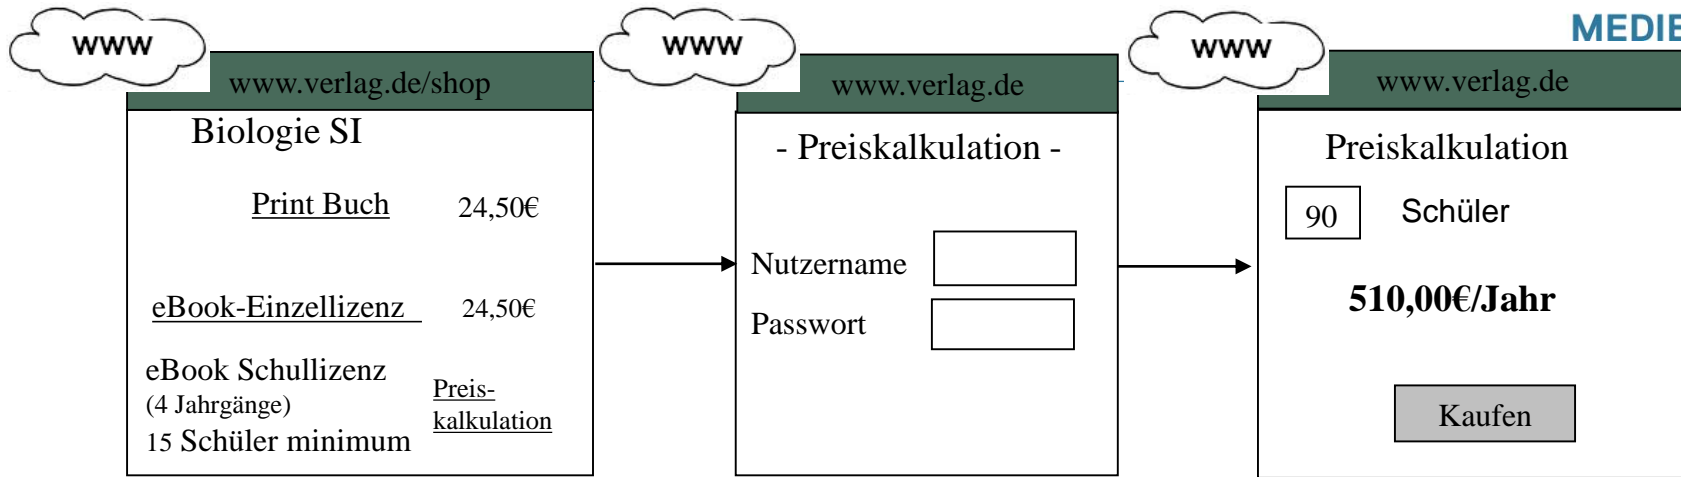 WWW
www.verlag.de/shop
Biologie SI
Print Buch 24,50€
eBook-Einzellizenz 24,50€
eBook Schullizenz
(4 Jahrgänge)
15 Schüler minimum
Preis-
kalkulation
WWW
www.verlag.de
- Preiskalkulation -
Nutzername
Passwort
MEDIE
WWW
www.verlag.de
Preiskalkulation
90 Schüler
510,00€/Jahr
Kaufen